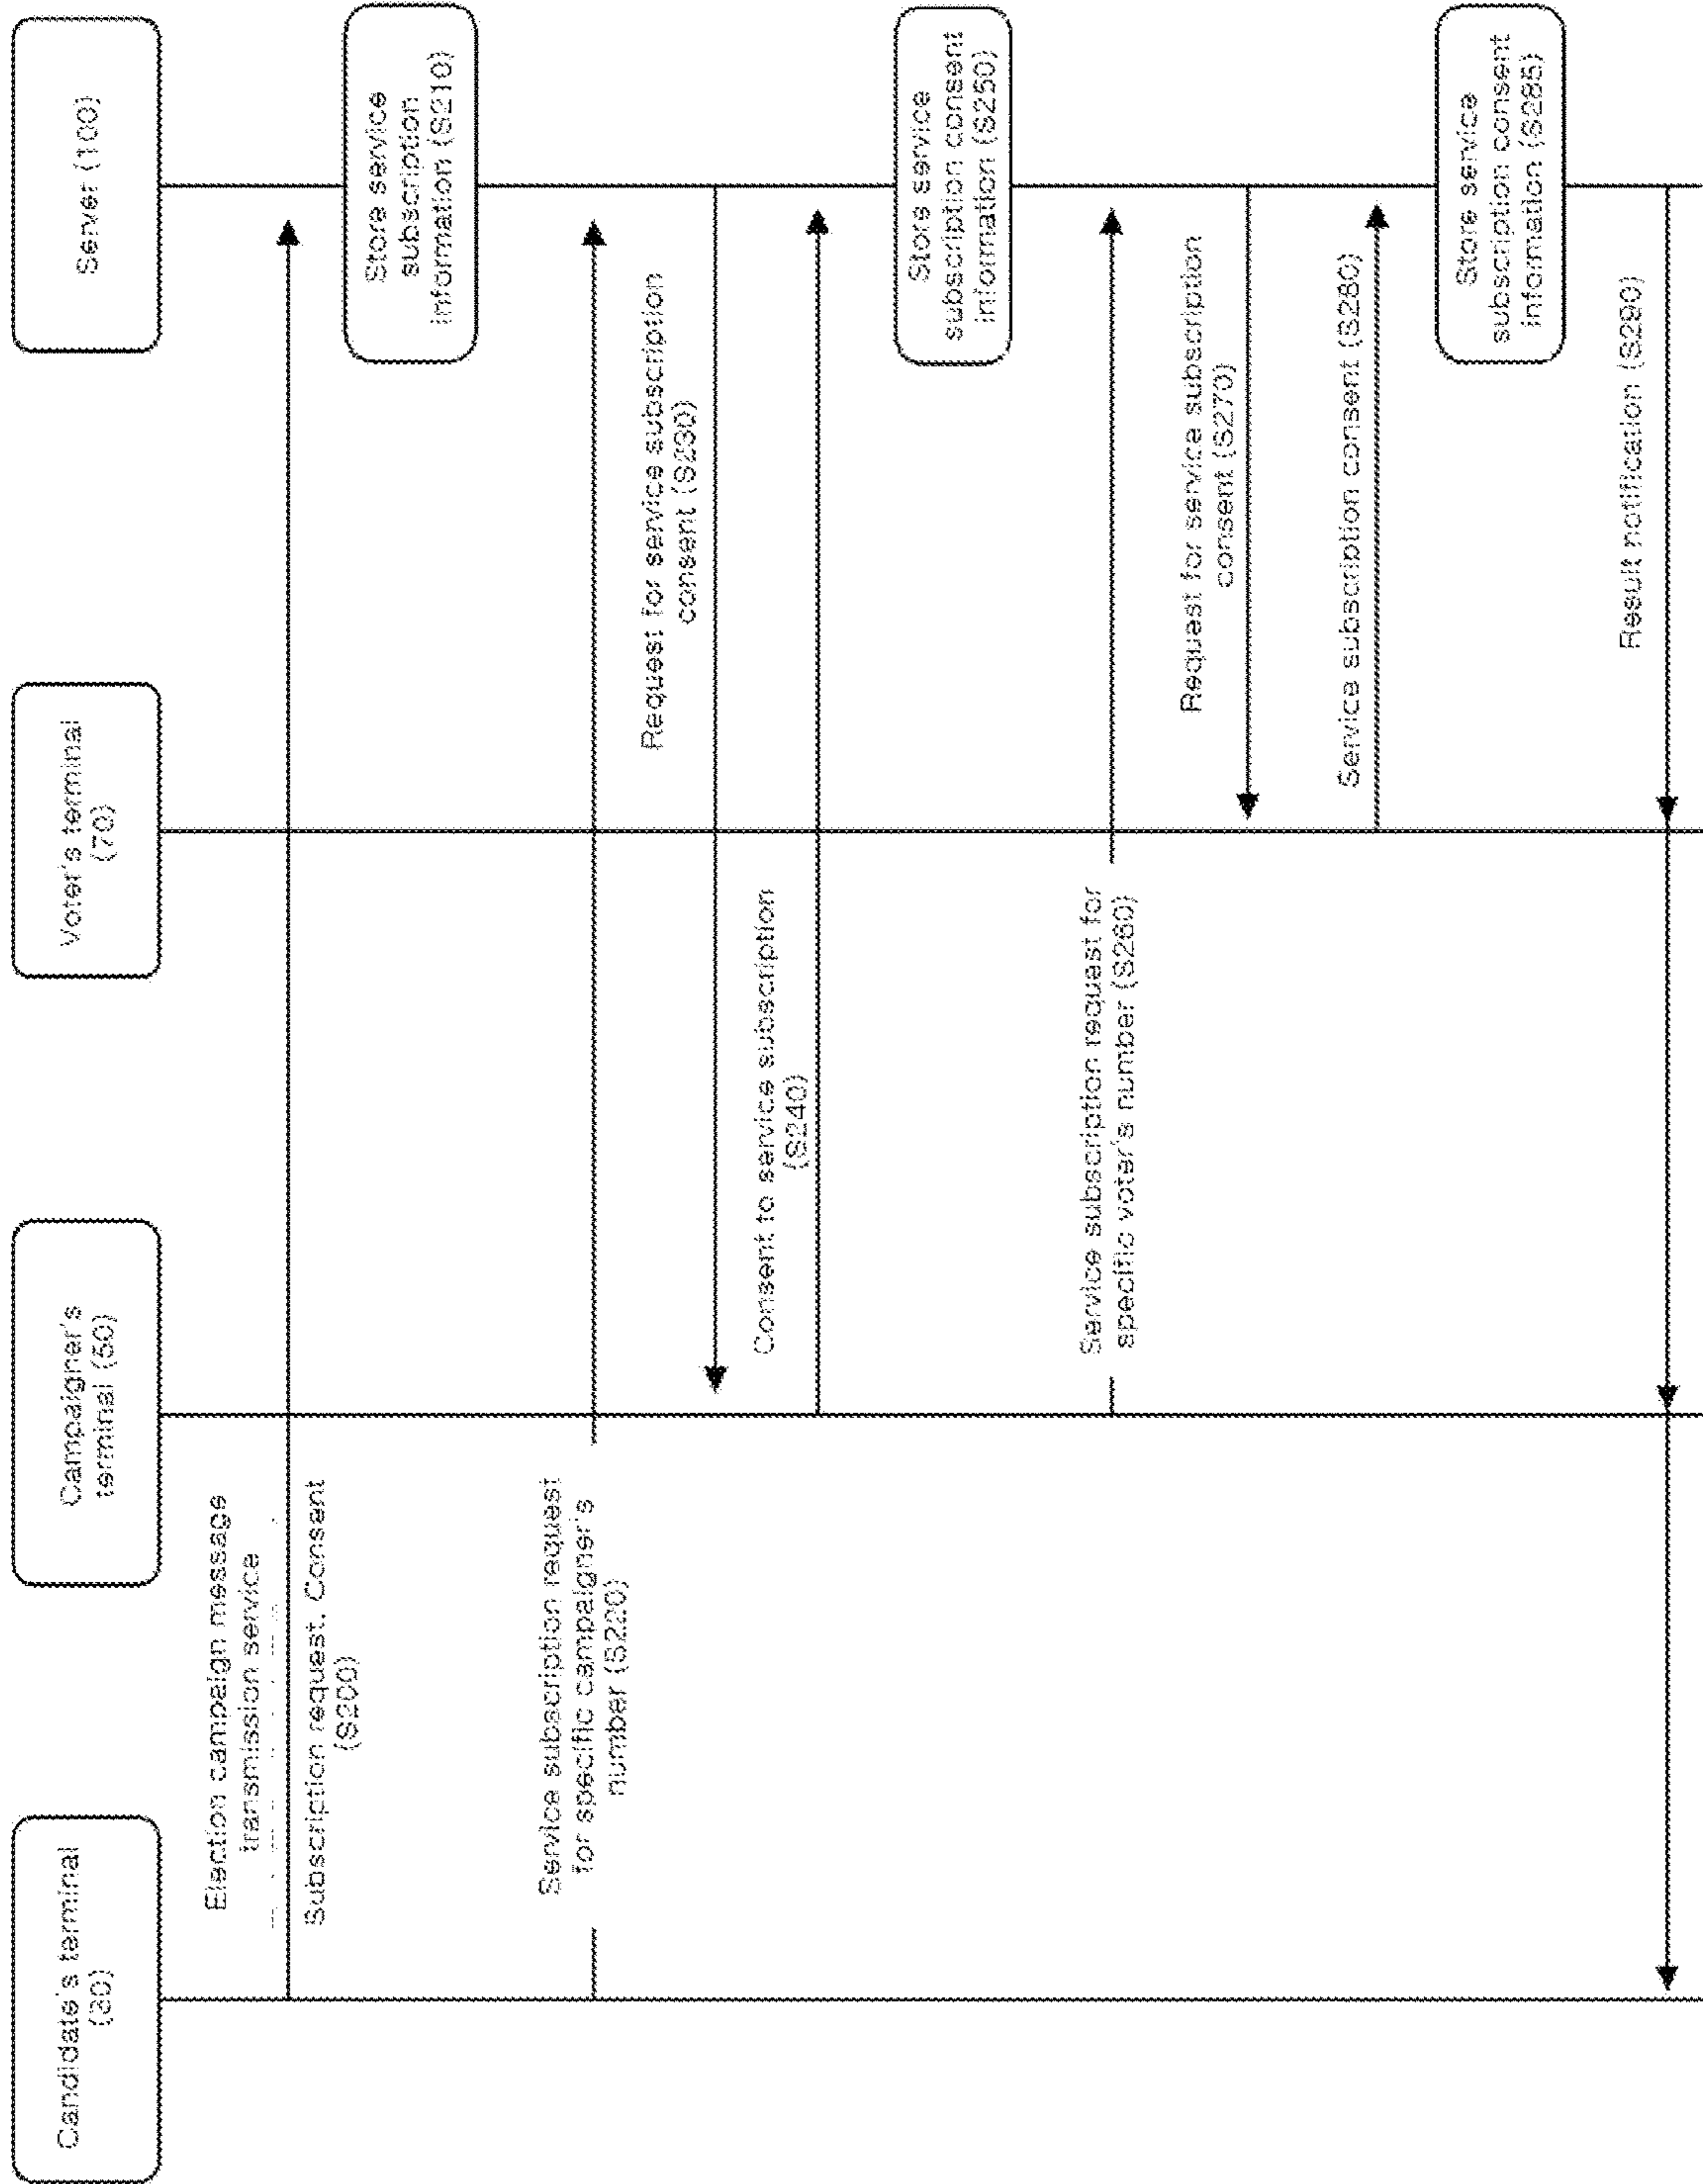 Candidate's terminal
(30)
Campaigner's
terminal (50)
Voter's terminal
(70)
Server (100)
Election campaign message
transmission service
Subscription request. Consent
(S200)
Store service
subscription
information (S210)
Service subscription request
for specific campaigner's
number (S220)
Request for service subscription
consent (S230)
Consent to service subscription
(S240)
Store service
subscription consent
information (S250)
Service subscription request for
specific voter's number (S260)
Request for service subscription
consent (S270)
Service subscription consent (S280)
Store service
subscription consent
information (S285)
Result notification (S290)